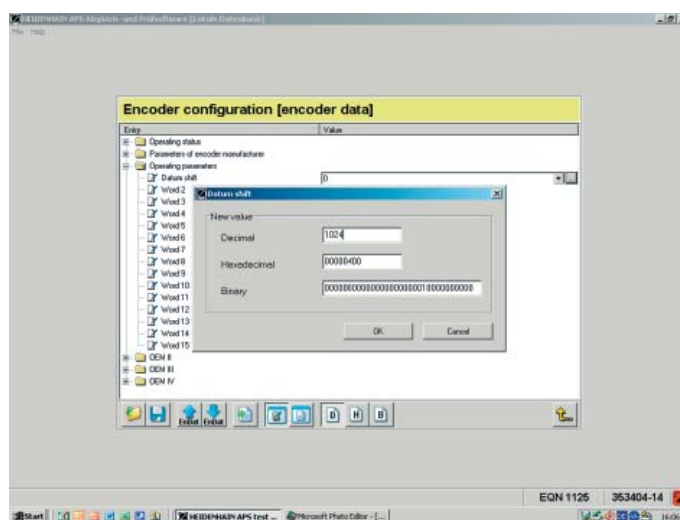 HEIDENHAIN APS Abgleich- und Prüfsoftware [Lokale Datenbank]
File Help
Encoder configuration [encoder data]
Entry Value
Operating status
Parameters of encoder manufacturer
Operating parameters
Datum shift 0
Word 2
Word 3
Word 4
Word 5
Word 6
Word 7
Word 8
Word 9
Word 10
Word 11
Word 12
Word 13
Word 14
Word 15
OEM II
OEM III
OEM IV
Datum shift
New value
Decimal 1024
Hexadecimal 00000400
Binary 00000000000000000000010000000000
OK Cancel
EnDat EnDat D H B
EQN 1125 353404-14
Start HEIDENHAIN APS test ... Microsoft Photo Editor - [... 16:06